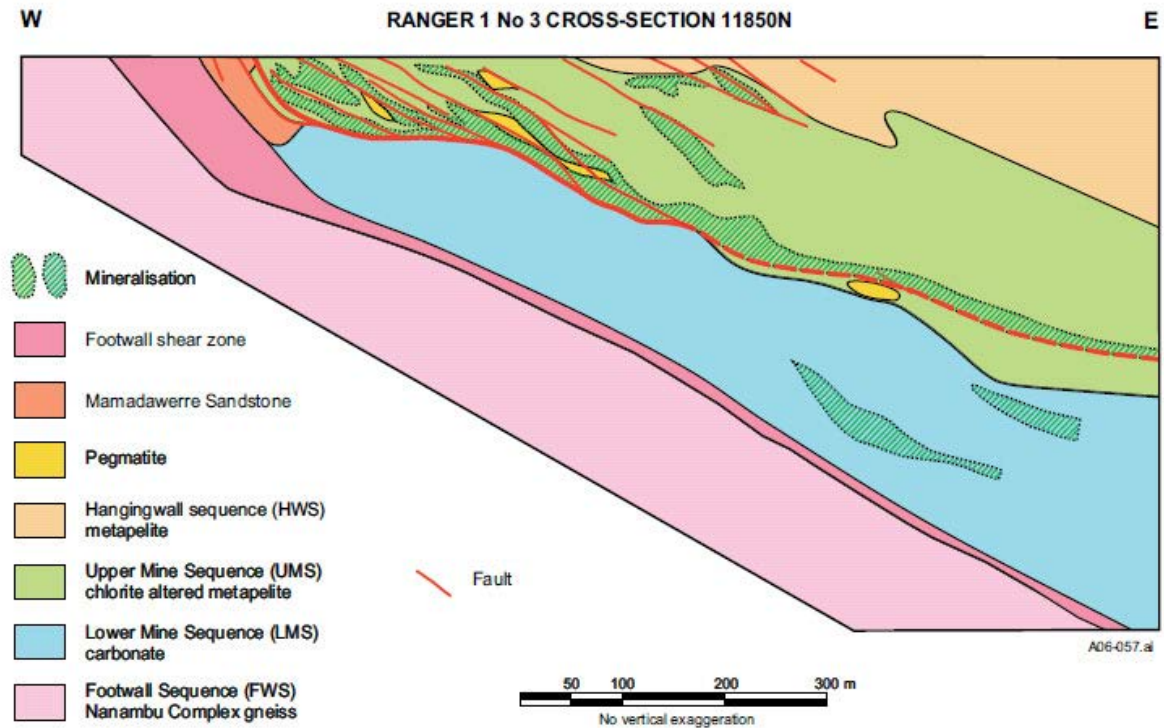 W
RANGER 1 No 3 CROSS-SECTION 11850N
E
Mineralisation
Footwall shear zone
Mamadawerre Sandstone
Pegmatite
Hangingwall sequence (HWS)
metapelite
Upper Mine Sequence (UMS)
chlorite altered metapelite
Fault
Lower Mine Sequence (LMS)
carbonate
A06-057.ai
Footwall Sequence (FWS)
Nanambu Complex gneiss
50 100 200 300 m
No vertical exaggeration